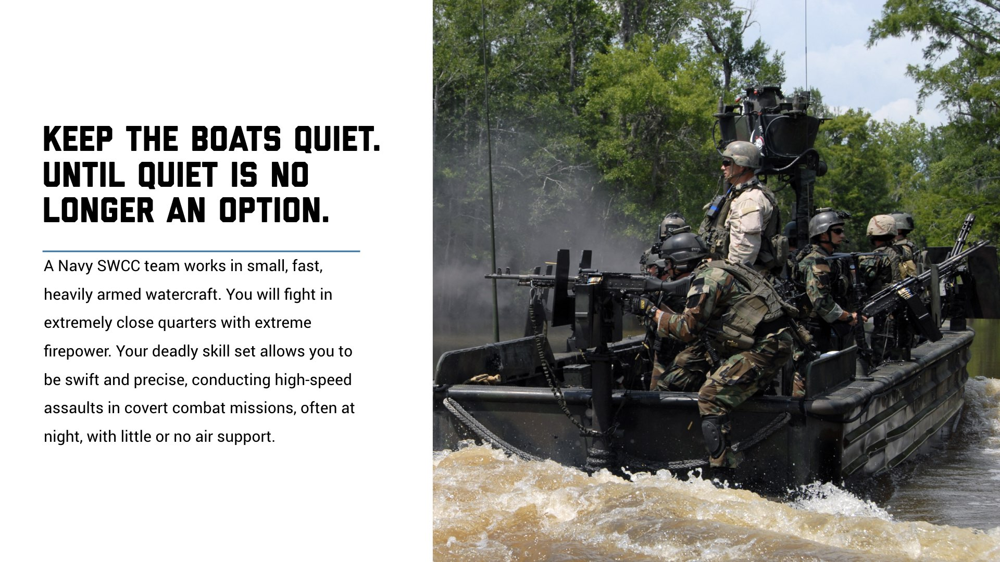 KEEP THE BOATS QUIET.
UNTIL QUIET IS NO
LONGER AN OPTION.
A Navy SWCC team works in small, fast,
heavily armed watercraft. You will fight in
extremely close quarters with extreme
firepower. Your deadly skill set allows you to
be swift and precise, conducting high-speed
assaults in covert combat missions, often at
night, with little or no air support.